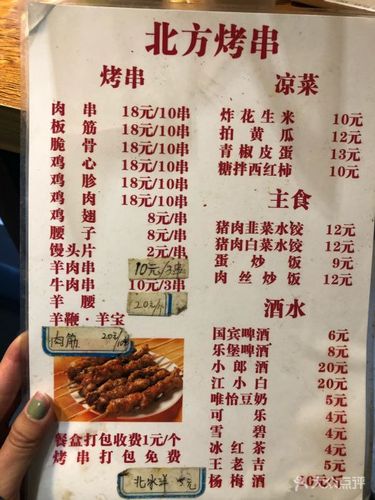 北方烤串
烤串
肉串 18元/10串
板筋 18元/10串
脆骨 18元/10串
鸡心 18元/10串
鸡胗 18元/10串
鸡肉 18元/10串
鸡翅 8元/串
腰子 8元/串
馒头片 2元/串
羊肉串 10元/3串
牛肉串 10元/3串
羊腰 20元/个
羊鞭·羊宝
肉筋
餐盒打包收费1元/个
烤串打包免费
凉菜
炸花生米 10元
拍黄瓜 12元
青椒皮蛋 13元
糖拌西红柿 10元
主食
猪肉韭菜水饺 12元
猪肉白菜水饺 12元
蛋炒饭 9元
肉丝炒饭 12元
酒水
国宾啤酒 6元
乐堡啤酒 8元
小郎酒 20元
江小白 20元
唯怡豆奶 5元
可乐 4元
雪碧 4元
冰红茶 4元
王老吉 5元
杨梅酒
北冰洋 5元
大众点评